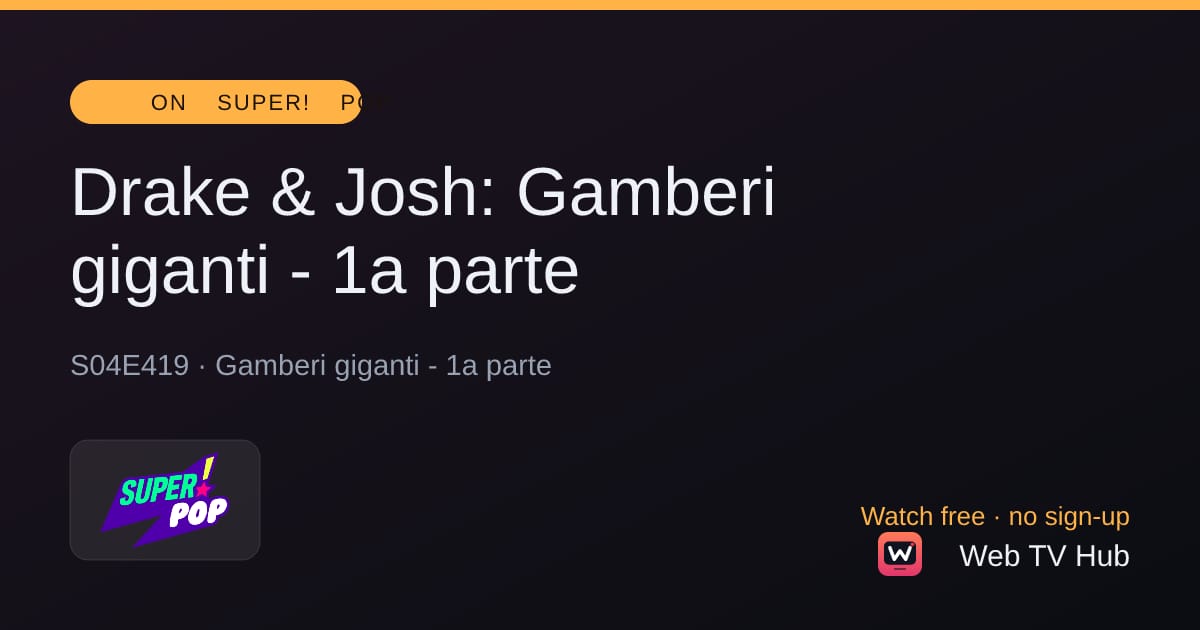 ON SUPER! POP
Drake & Josh: Gamberi
giganti - 1a parte
S04E419 · Gamberi giganti - 1a parte
SUPER!
POP
Watch free · no sign-up
W
Web TV Hub